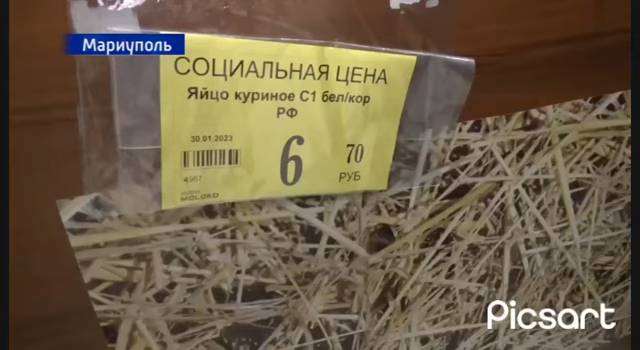 Мариуполь
СОЦИАЛЬНАЯ ЦЕНА
Яйцо куриное С1 бел/кор
РФ
30.01.2023
6 70
РУБ
4967
MOLOKO
Picsart